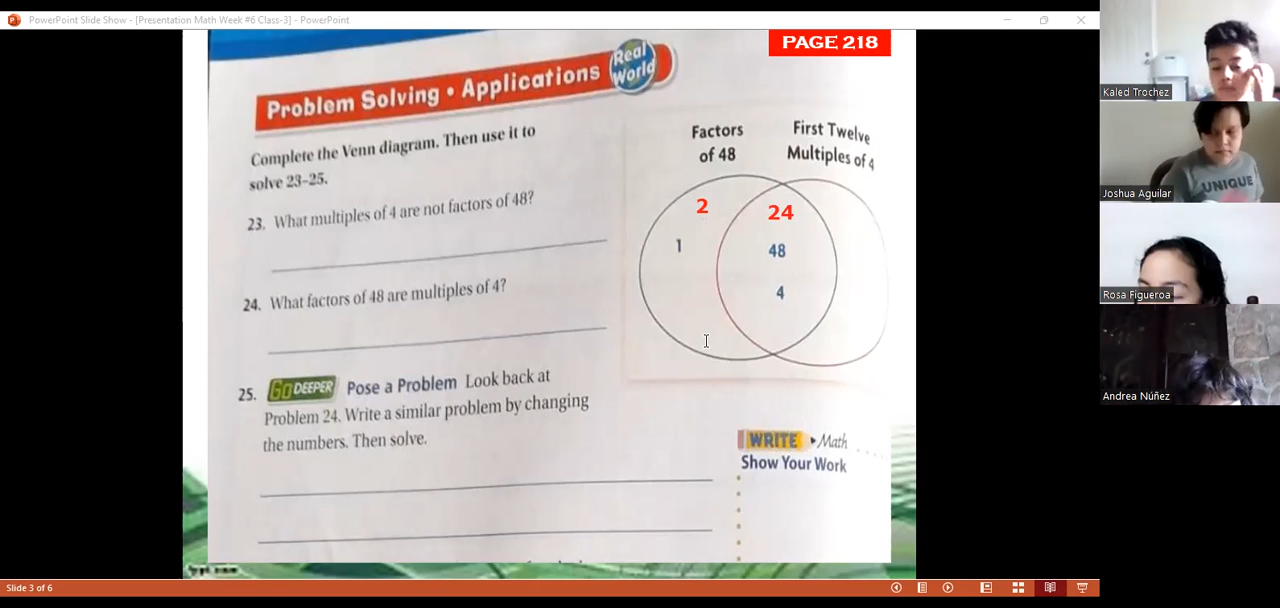 PowerPoint Slide Show - [Presentation Math Week #6 Class-3] - PowerPoint
PAGE 218
Problem Solving • Applications
Real World
Complete the Venn diagram. Then use it to
solve 23–25.
23. What multiples of 4 are not factors of 48?
24. What factors of 48 are multiples of 4?
25. GO DEEPER Pose a Problem Look back at
Problem 24. Write a similar problem by changing
the numbers. Then solve.
Factors
of 48
First Twelve
Multiples of 4
2
24
1
48
4
WRITE ▸Math
Show Your Work
Slide 3 of 6
Kaled Trochez
UNIQUE
Joshua Aguilar
Rosa Figueroa
Andrea Núñez